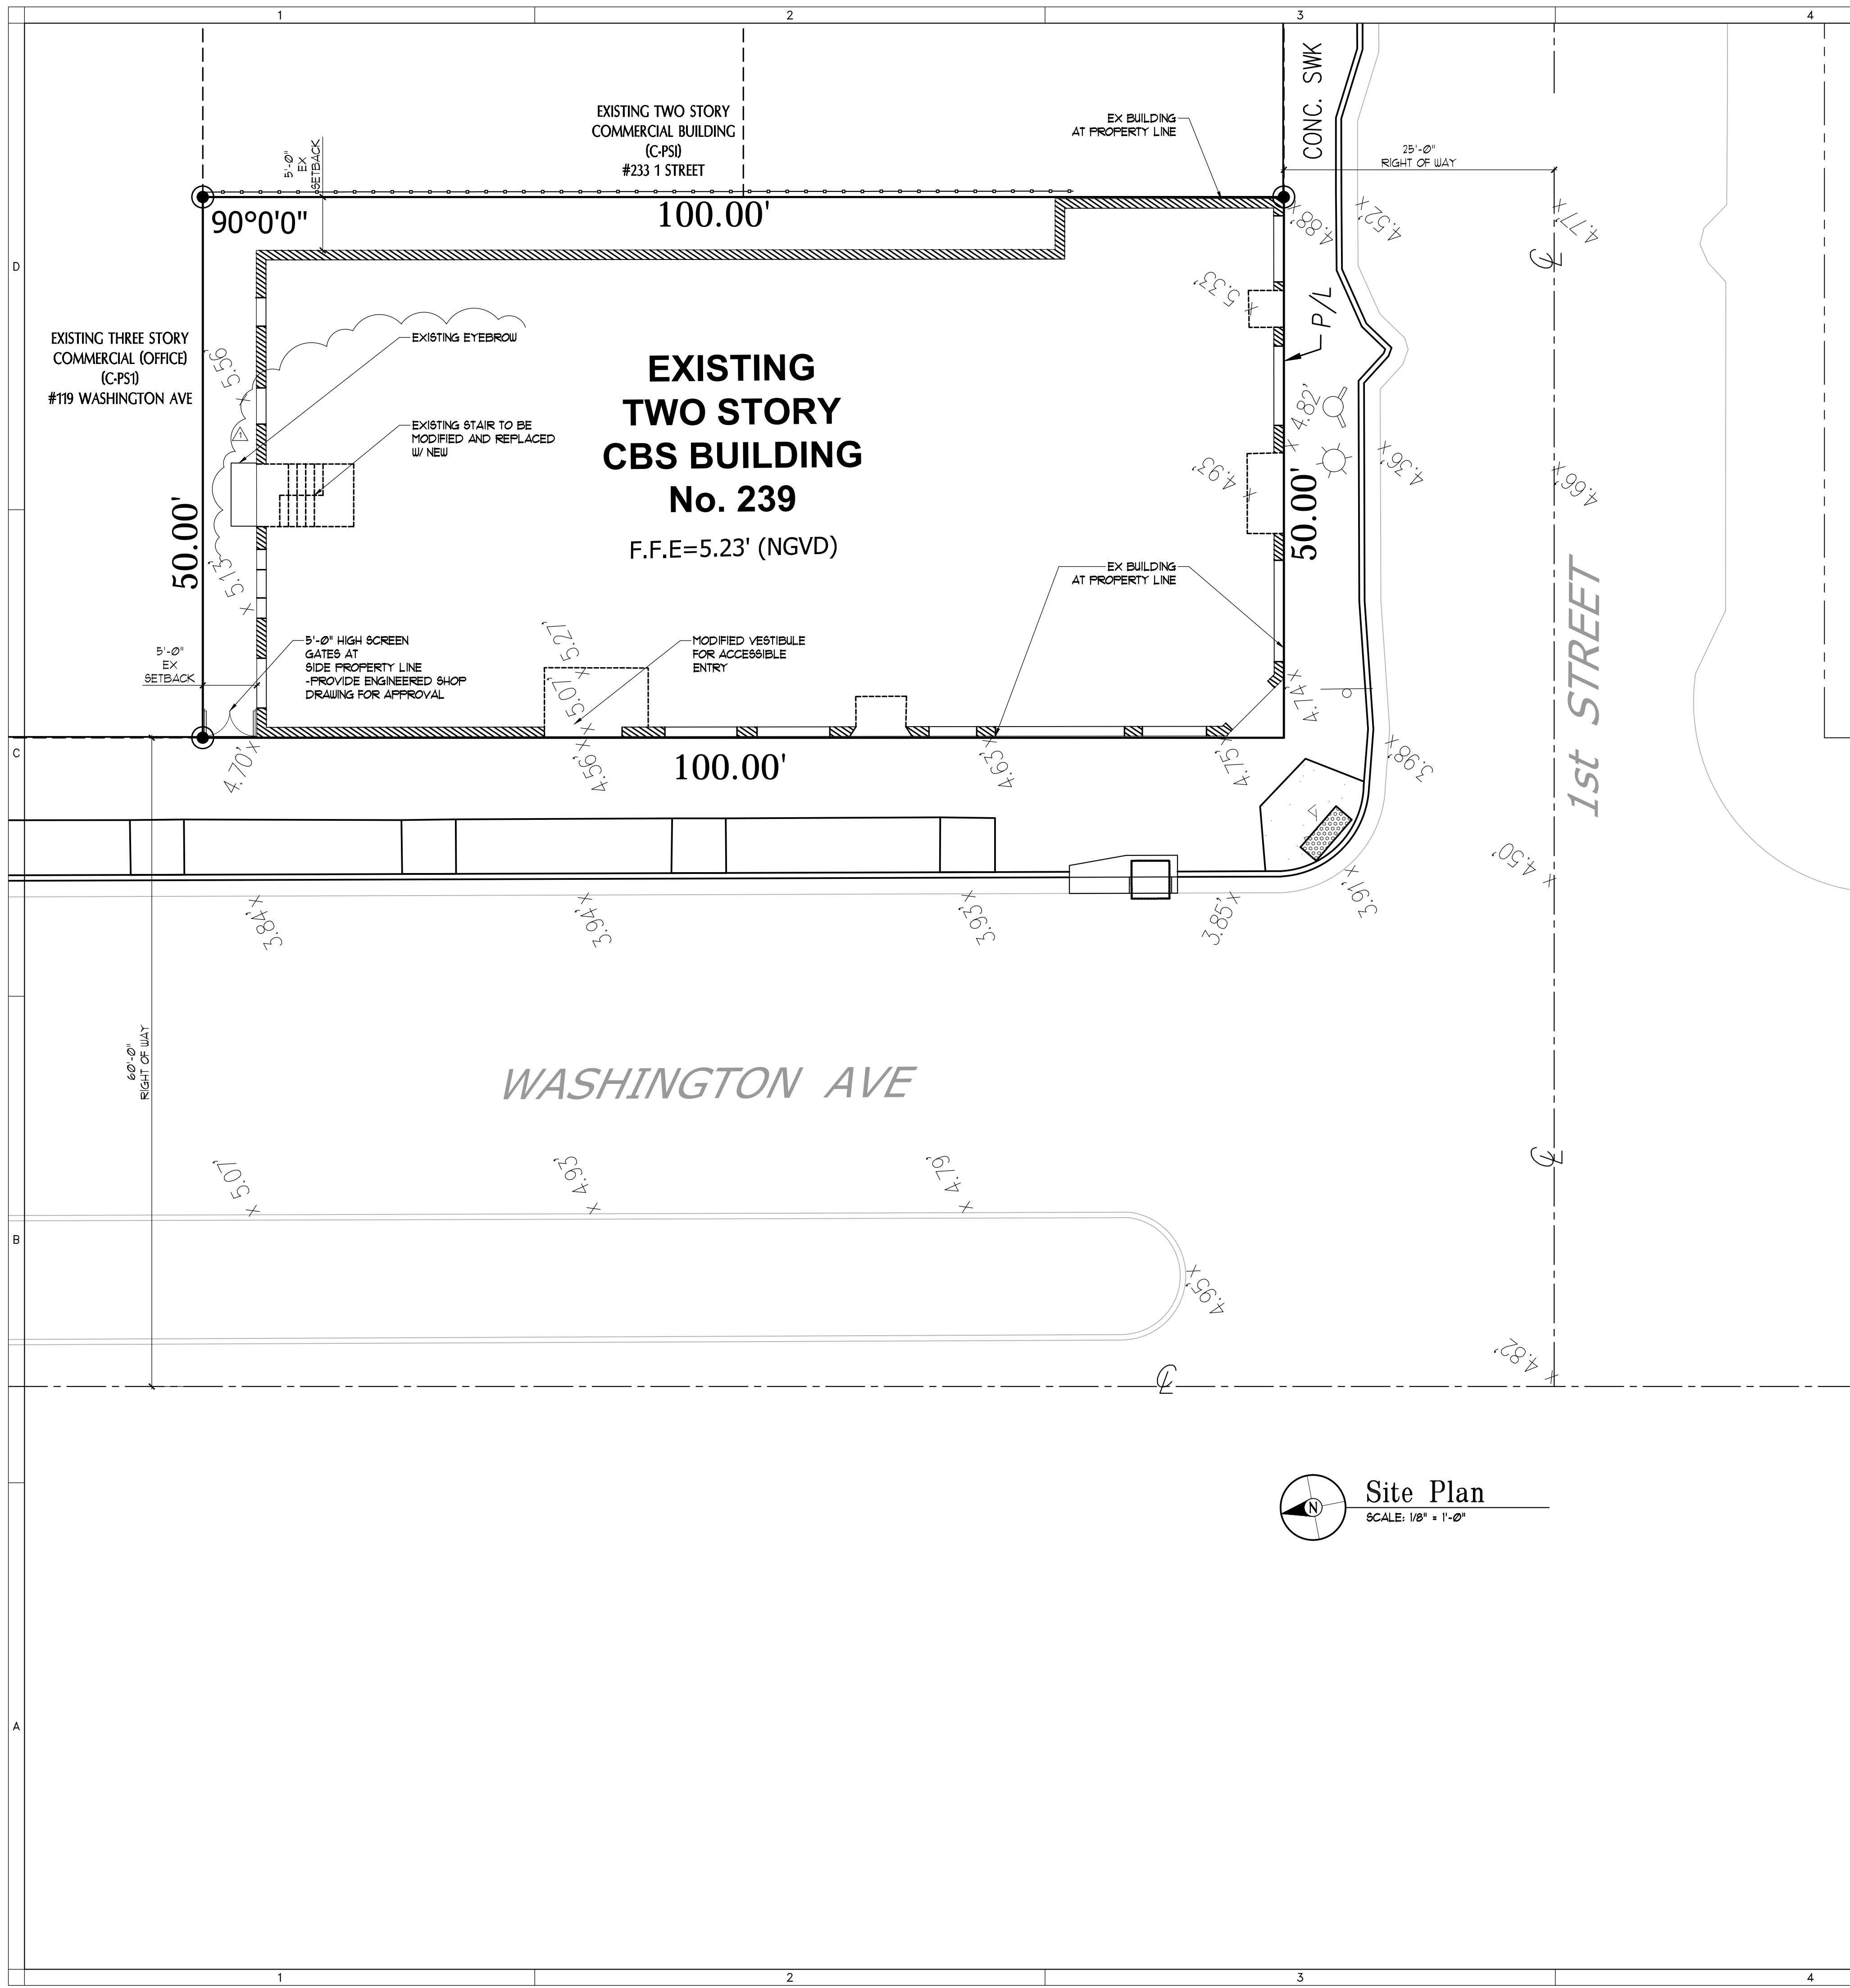 1
2
3
4
EXISTING TWO STORY
COMMERCIAL BUILDING
(C-PSI)
#233 1 STREET
EX BUILDING
AT PROPERTY LINE
CONC. SWK
25'-0"
RIGHT OF WAY
5'-0"
EX
SETBACK
90°0'0"
100.00'
4.88'
4.52'
4.77'
℄
D
5.33'
P/L
EXISTING THREE STORY
COMMERCIAL (OFFICE)
(C-PS1)
#119 WASHINGTON AVE
5.56'
EXISTING EYEBROW
EXISTING
TWO STORY
CBS BUILDING
No. 239
F.F.E=5.23' (NGVD)
1
EXISTING STAIR TO BE
MODIFIED AND REPLACED
W/ NEW
4.82'
4.93'
4.36'
4.66'
50.00'
50.00'
5.13'
EX BUILDING
AT PROPERTY LINE
1st STREET
5'-0"
EX
SETBACK
5'-0" HIGH SCREEN
GATES AT
SIDE PROPERTY LINE
-PROVIDE ENGINEERED SHOP
DRAWING FOR APPROVAL
5.27'
5.07'
MODIFIED VESTIBULE
FOR ACCESSIBLE
ENTRY
4.74'
C
4.70'
4.56'
100.00'
4.63'
4.75'
3.98'
4.50'
3.84'
3.94'
3.93'
3.85'
3.91'
60'-0"
RIGHT OF WAY
WASHINGTON AVE
℄
5.07'
4.93'
4.79'
B
4.95'
4.82'
℄
N
Site Plan
SCALE: 1/8" = 1'-0"
A
1
2
3
4